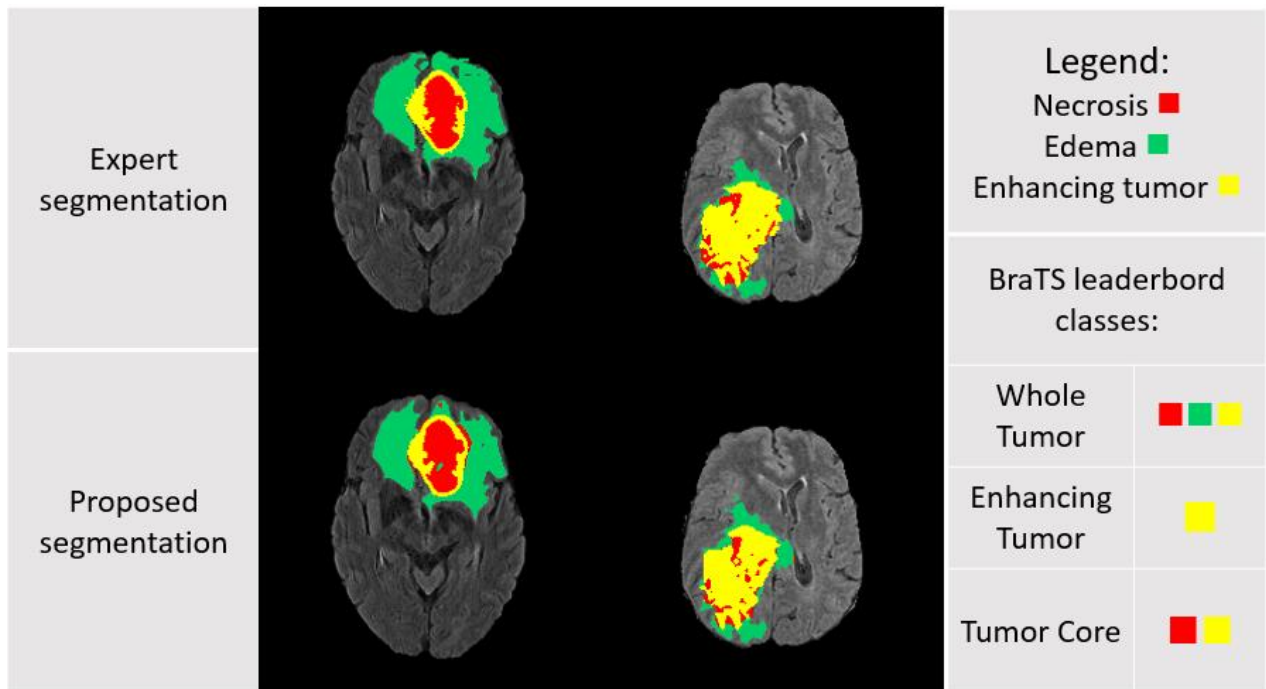 Expert
segmentation
Proposed
segmentation
Legend:
Necrosis
Edema
Enhancing tumor
BraTS leaderbord
classes:
Whole
Tumor
Enhancing
Tumor
Tumor Core